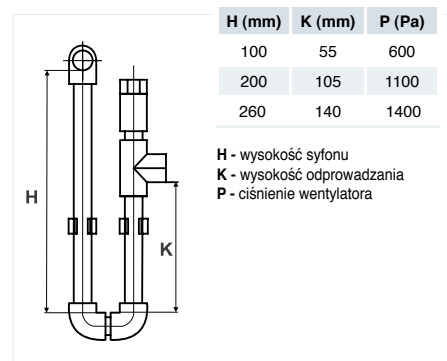 H (mm) K (mm) P (Pa)
100 55 600
200 105 1100
260 140 1400
H - wysokość syfonu
K - wysokość odprowadzania
P - ciśnienie wentylatora
H
K